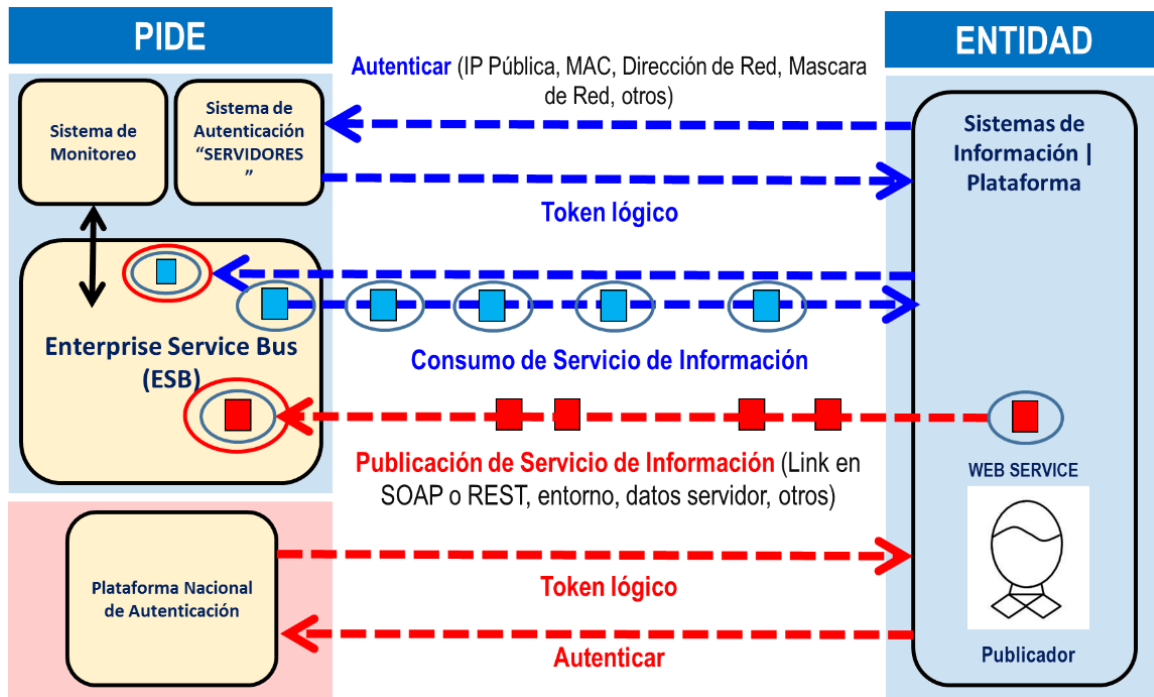 PIDE
ENTIDAD
Sistema de
Monitoreo
Sistema de
Autenticación
“SERVIDORES
”
Autenticar (IP Pública, MAC, Dirección de Red, Mascara
de Red, otros)
Token lógico
Sistemas de
Información |
Plataforma
Enterprise Service Bus
(ESB)
Consumo de Servicio de Información
Publicación de Servicio de Información (Link en
SOAP o REST, entorno, datos servidor, otros)
WEB SERVICE
Publicador
Plataforma Nacional
de Autenticación
Token lógico
Autenticar